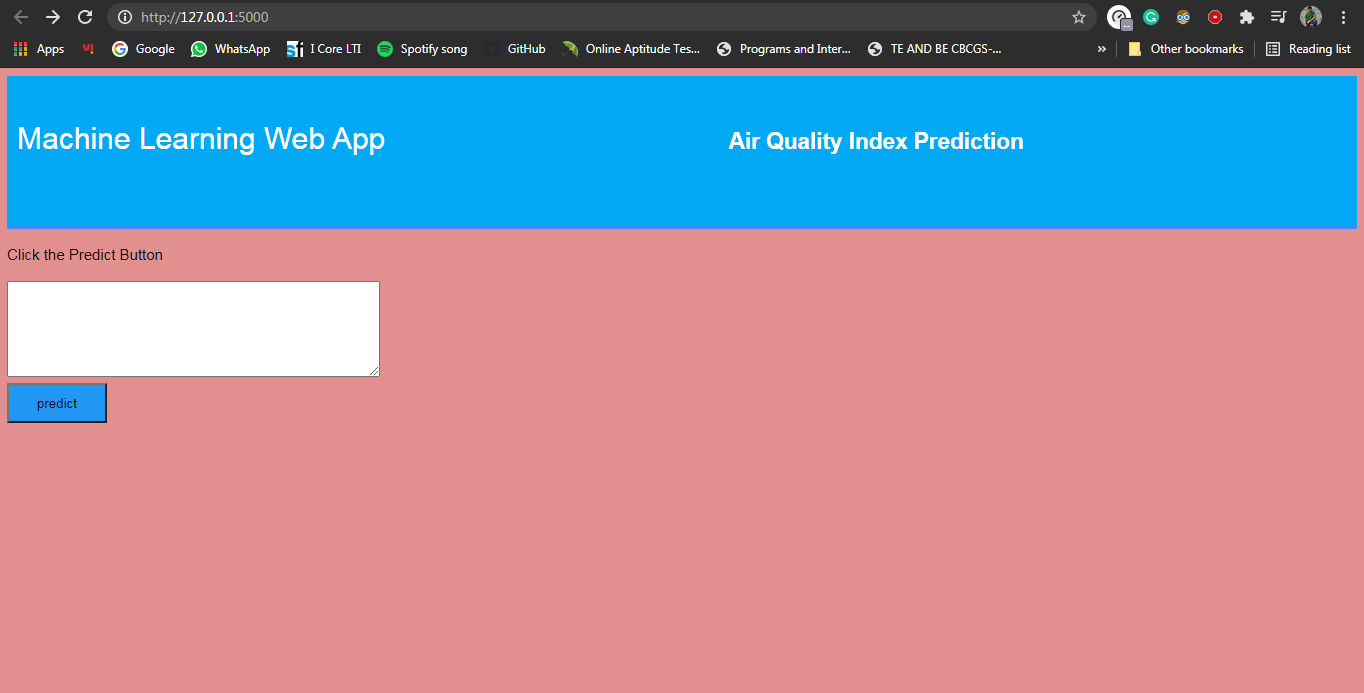 http://127.0.0.1:5000
Apps Google WhatsApp I Core LTI Spotify song GitHub Online Aptitude Tes... Programs and Inter... TE AND BE CBCGS-... » Other bookmarks Reading list
Machine Learning Web App Air Quality Index Prediction
Click the Predict Button
predict